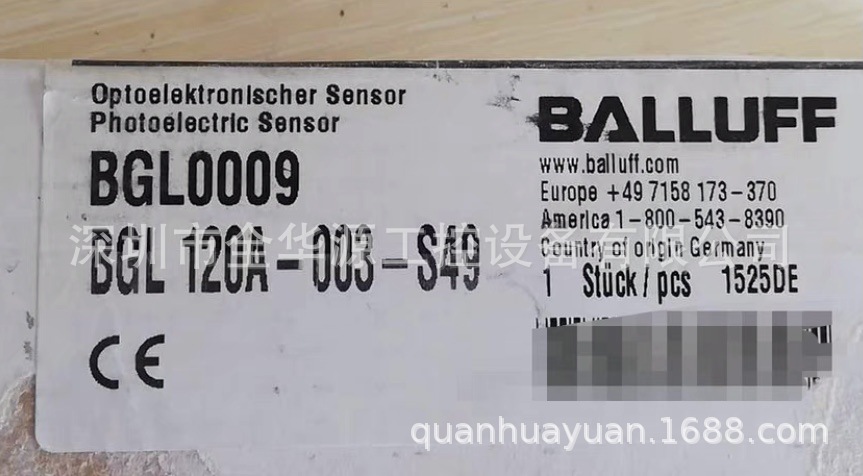 Optoelektronischer Sensor
Photoelectric Sensor
BGL0009
BGL 120A-003-S49
BALLUFF
www.balluff.com
Europe +49 7158 173-370
America 1-800-543-8390
Country of origin Germany
1 Stück / pcs 1525DE
CE
深圳市全华源工控设备有限公司
quanhuayuan.1688.com